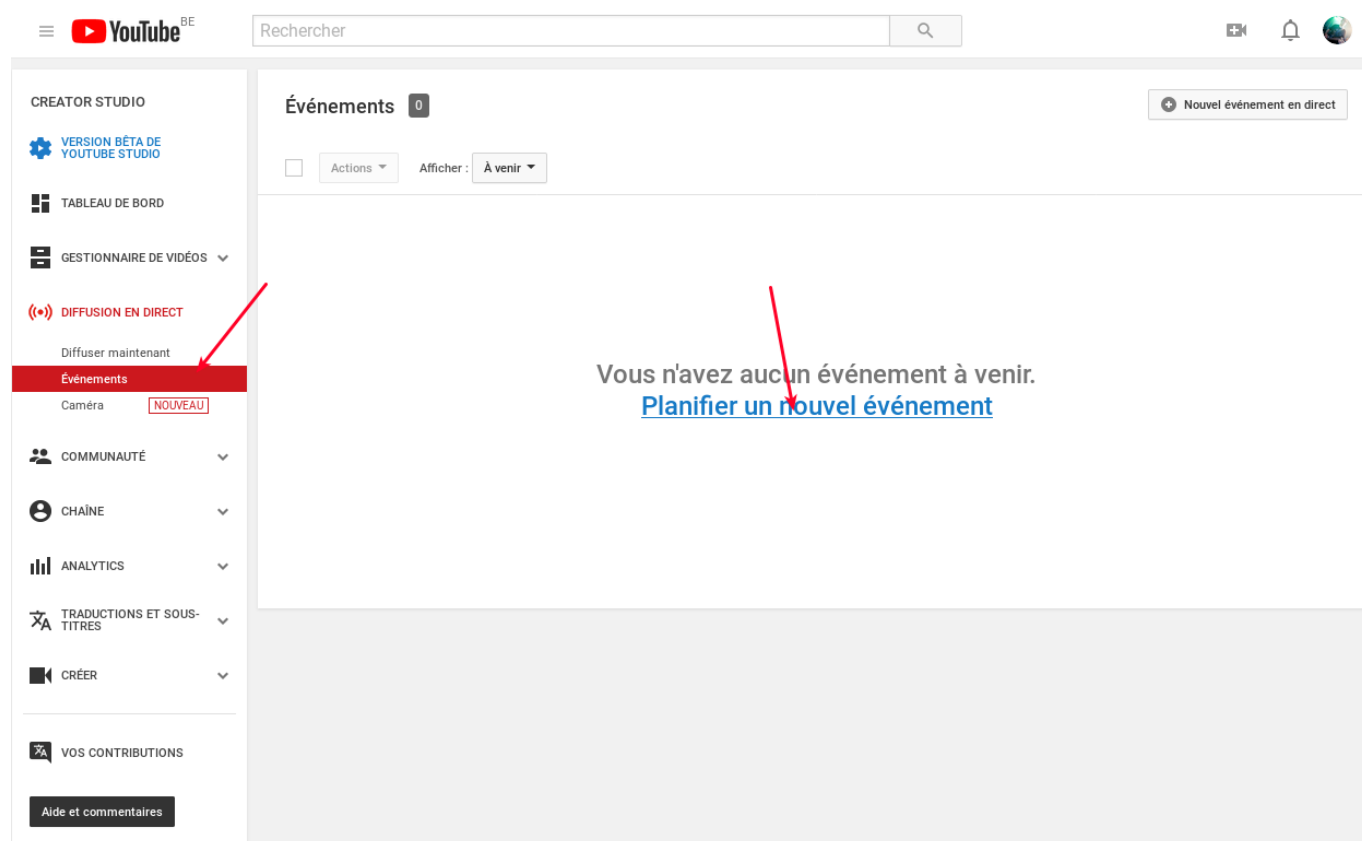 YouTube BE
Rechercher
CREATOR STUDIO
VERSION BÊTA DE
YOUTUBE STUDIO
TABLEAU DE BORD
GESTIONNAIRE DE VIDÉOS
DIFFUSION EN DIRECT
Diffuser maintenant
Événements
Caméra NOUVEAU
COMMUNAUTÉ
CHAÎNE
ANALYTICS
TRADUCTIONS ET SOUS-
TITRES
CRÉER
VOS CONTRIBUTIONS
Aide et commentaires
Événements 0
Nouvel événement en direct
Actions Afficher : À venir
Vous n'avez aucun événement à venir.
Planifier un nouvel événement